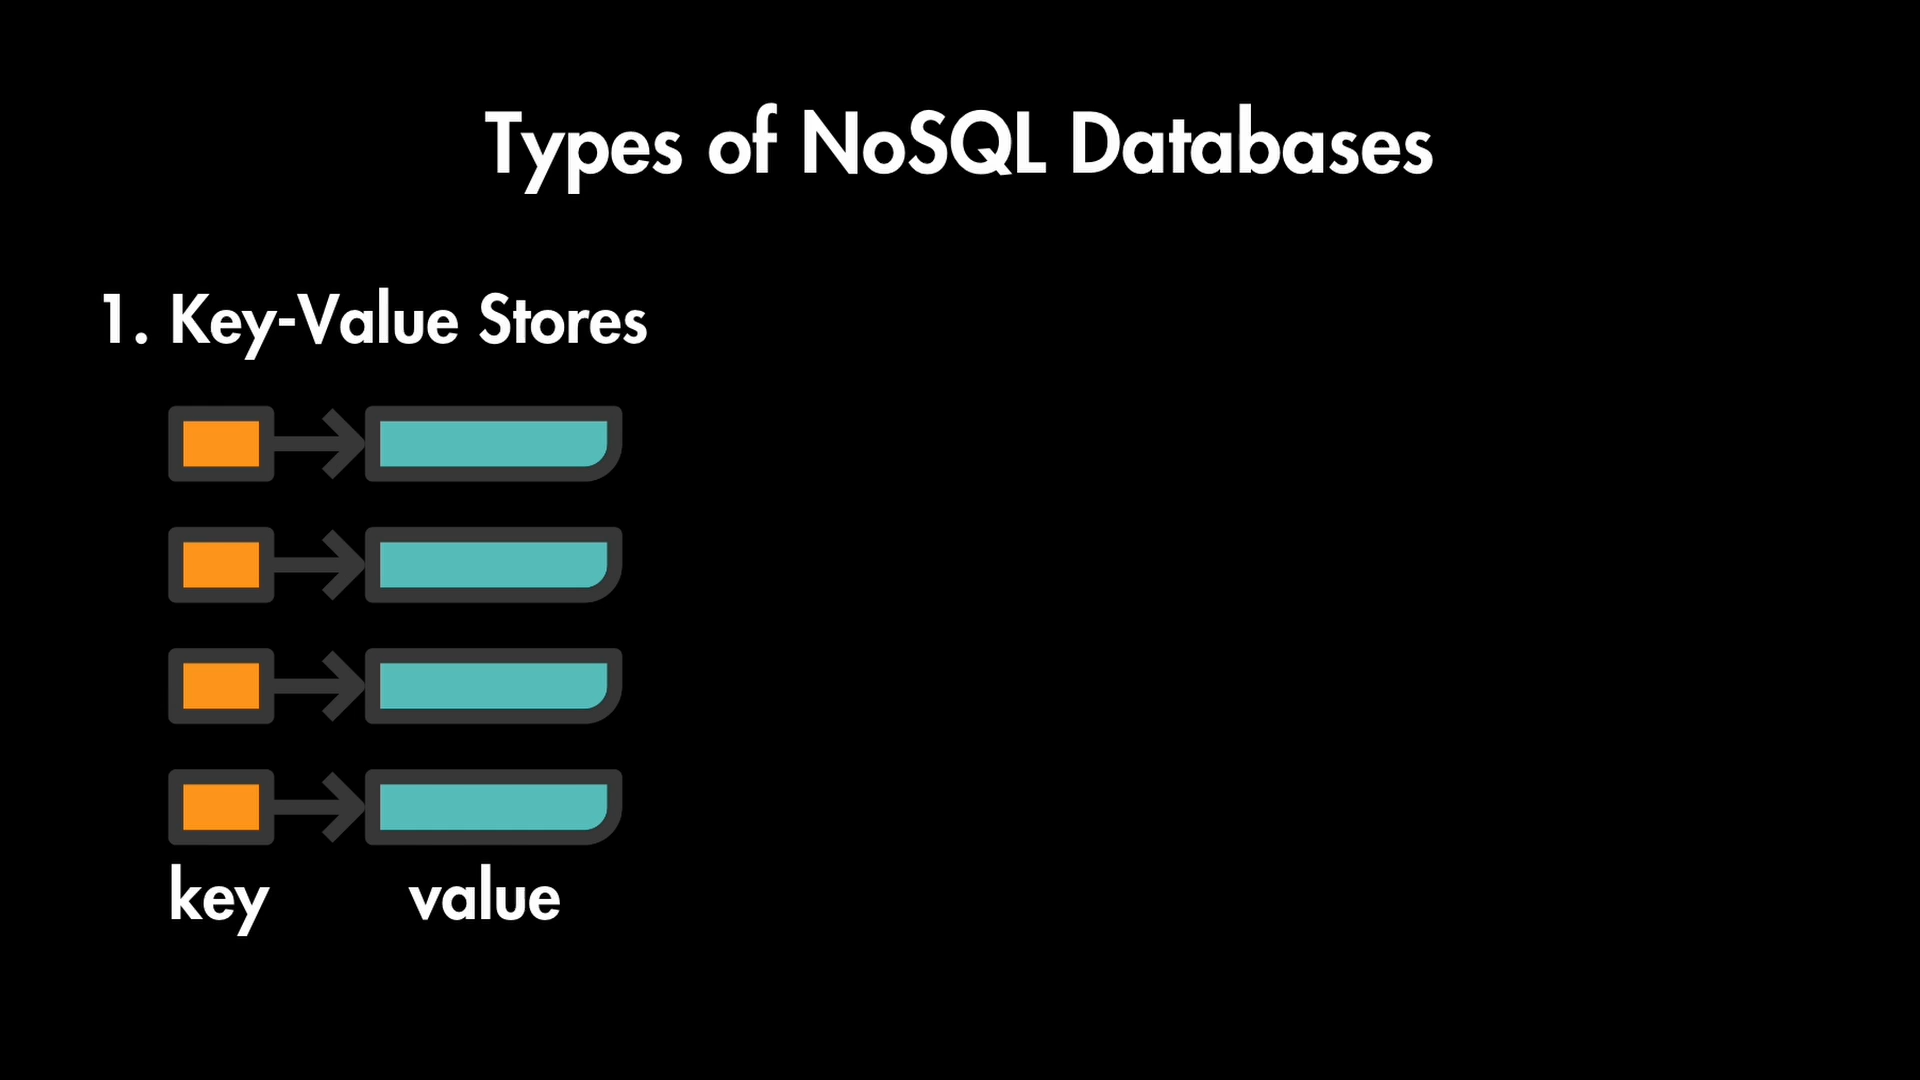 Types of NoSQL Databases
1. Key-Value Stores
key value